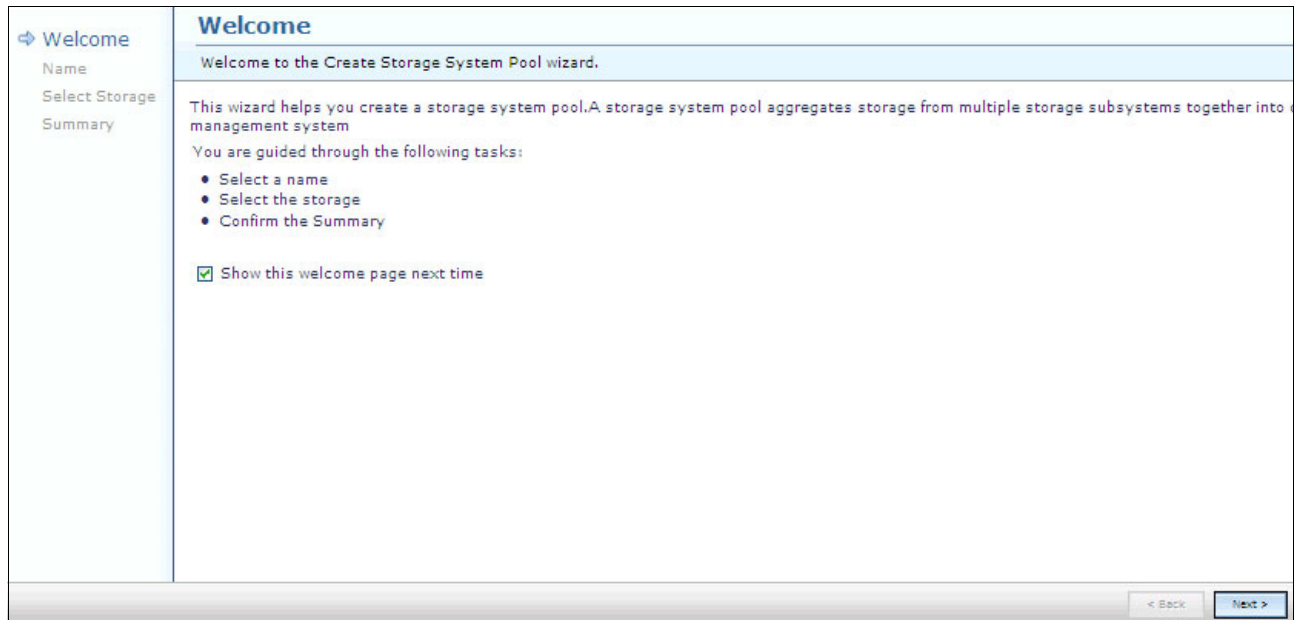 Welcome
Name
Select Storage
Summary
Welcome
Welcome to the Create Storage System Pool wizard.
This wizard helps you create a storage system pool.A storage system pool aggregates storage from multiple storage subsystems together into
management system
You are guided through the following tasks:
• Select a name
• Select the storage
• Confirm the Summary
Show this welcome page next time
< Back
Next >